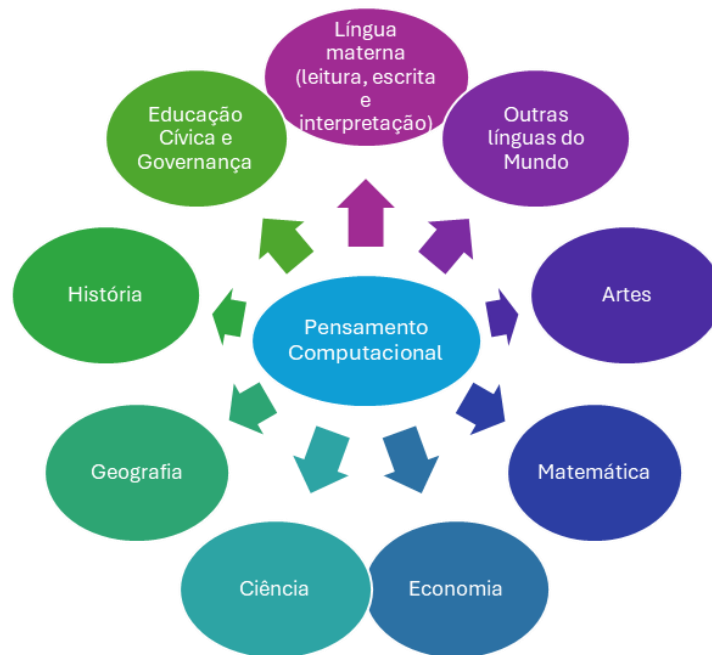 Língua
materna
(leitura, escrita
e
interpretação)
Outras
línguas do
Mundo
Artes
Matemática
Economia
Ciência
Geografia
História
Educação
Cívica e
Governança
Pensamento
Computacional